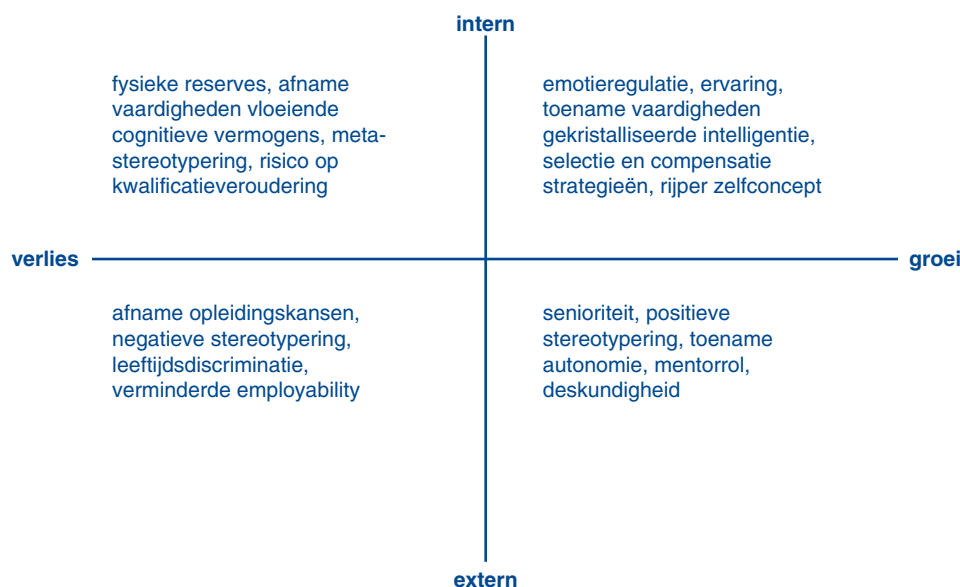 intern
fysieke reserves, afname
vaardigheden vloeiende
cognitieve vermogens, meta-
stereotypering, risico op
kwalificatieveroudering
emotieregulatie, ervaring,
toename vaardigheden
gekristalliseerde intelligentie,
selectie en compensatie
strategieën, rijper zelfconcept
verlies
groei
afname opleidingskansen,
negatieve stereotypering,
leeftijdsdiscriminatie,
verminderde employability
senioriteit, positieve
stereotypering, toename
autonomie, mentorrol,
deskundigheid
extern